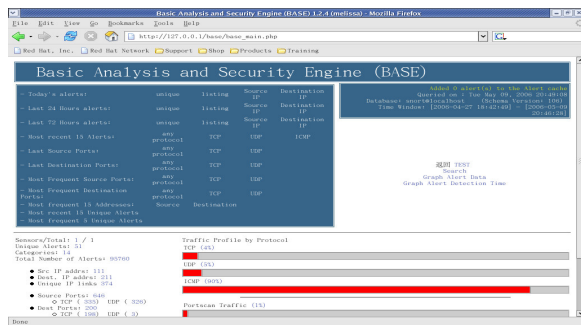 Basic Analysis and Security Engine (BASE) 1.2.4 (melissa) - Mozilla Firefox
File Edit View Go Bookmarks Tools Help
http://127.0.0.1/base/base_main.php
Red Hat, Inc. Red Hat Network Support Shop Products Training
Basic Analysis and Security Engine (BASE)
- Today's alerts: unique listing Source IP Destination IP
- Last 24 Hours alerts: unique listing Source IP Destination IP
- Last 72 Hours alerts: unique listing Source IP Destination IP
- Most recent 15 Alerts: any protocol TCP UDP ICMP
- Last Source Ports: any protocol TCP UDP
- Last Destination Ports: any protocol TCP UDP
- Most Frequent Source Ports: any protocol TCP UDP
- Most Frequent Destination Ports: any protocol TCP UDP
- Most frequent 15 Addresses: Source Destination
- Most recent 15 Unique Alerts
- Most frequent 5 Unique Alerts
Added 0 alert(s) to the Alert cache
Queried on : Tue May 09, 2006 20:49:08
Database: snort@localhost (Schema Version: 106)
Time Window: [2006-04-27 18:42:49] - [2006-05-09 20:46:28]
返回 TEST
Search
Graph Alert Data
Graph Alert Detection Time
Sensors/Total: 1 / 1
Unique Alerts: 51
Categories: 14
Total Number of Alerts: 95760
Src IP addrs: 111
Dest. IP addrs: 211
Unique IP links 374
Source Ports: 646
TCP ( 335) UDP ( 326)
Dest Ports: 200
TCP ( 198) UDP ( 3)
Traffic Profile by Protocol
TCP (4%)
UDP (5%)
ICMP (90%)
Portscan Traffic (1%)
Done